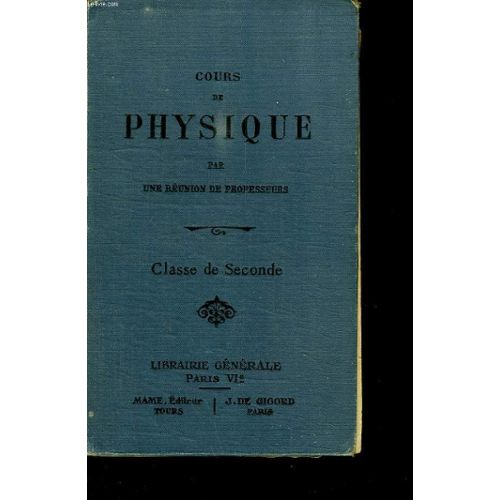 COURS
DE
PHYSIQUE
PAR
UNE RÉUNION DE PROFESSEURS
Classe de Seconde
LIBRAIRIE GÉNÉRALE
PARIS VIe
MAME, Éditeur
TOURS
J. DE GIGORD
PARIS